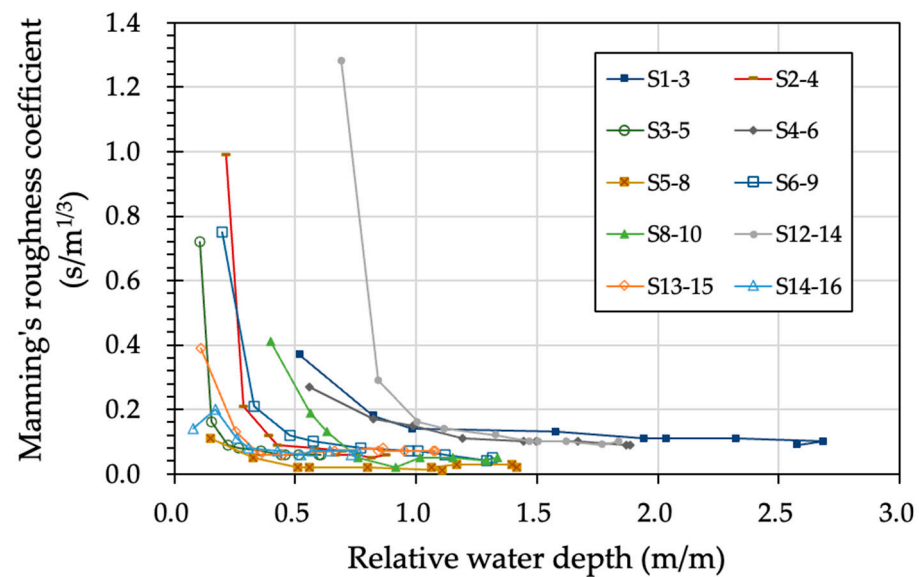 Manning's roughness coefficient
(s/m^1/3)
1.4
1.2
1.0
0.8
0.6
0.4
0.2
0.0
S1-3 S2-4
S3-5 S4-6
S5-8 S6-9
S8-10 S12-14
S13-15 S14-16
0.0 0.5 1.0 1.5 2.0 2.5 3.0
Relative water depth (m/m)